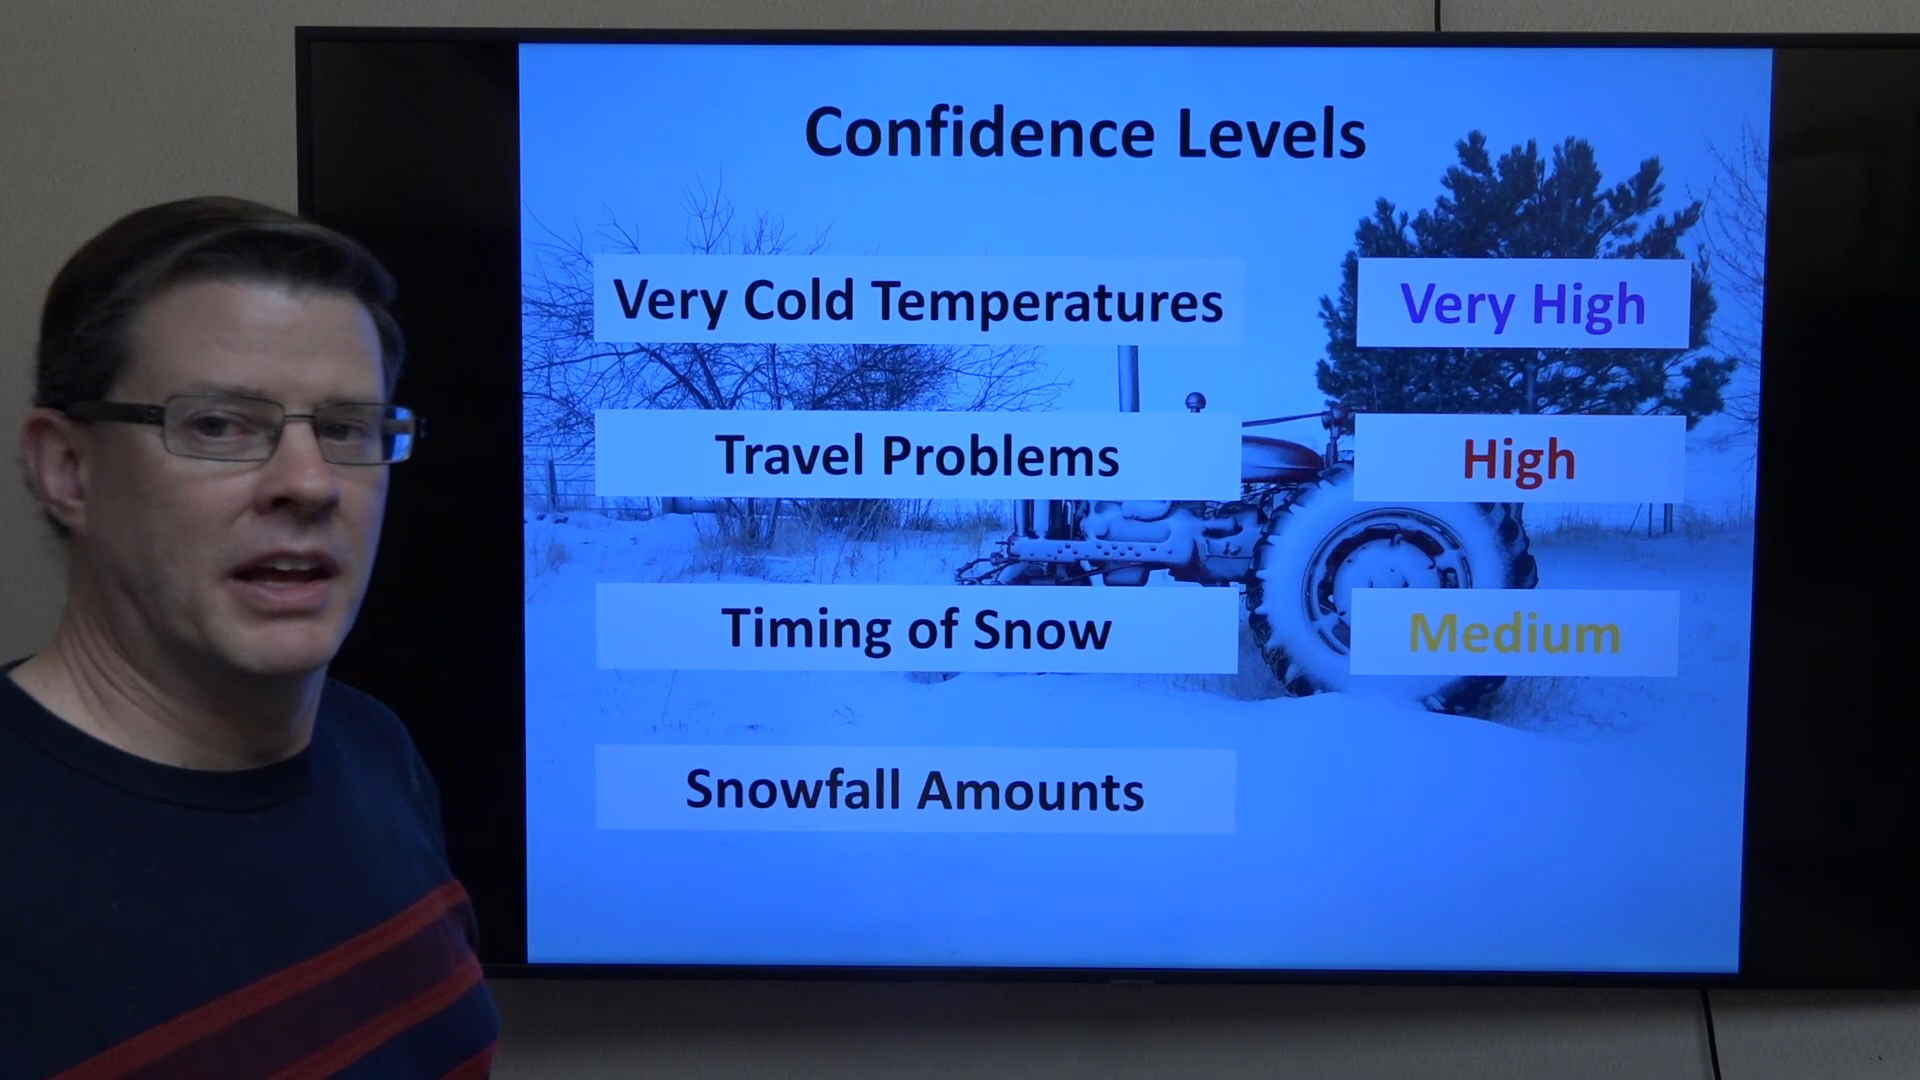 Confidence Levels
Very Cold Temperatures Very High
Travel Problems High
Timing of Snow Medium
Snowfall Amounts